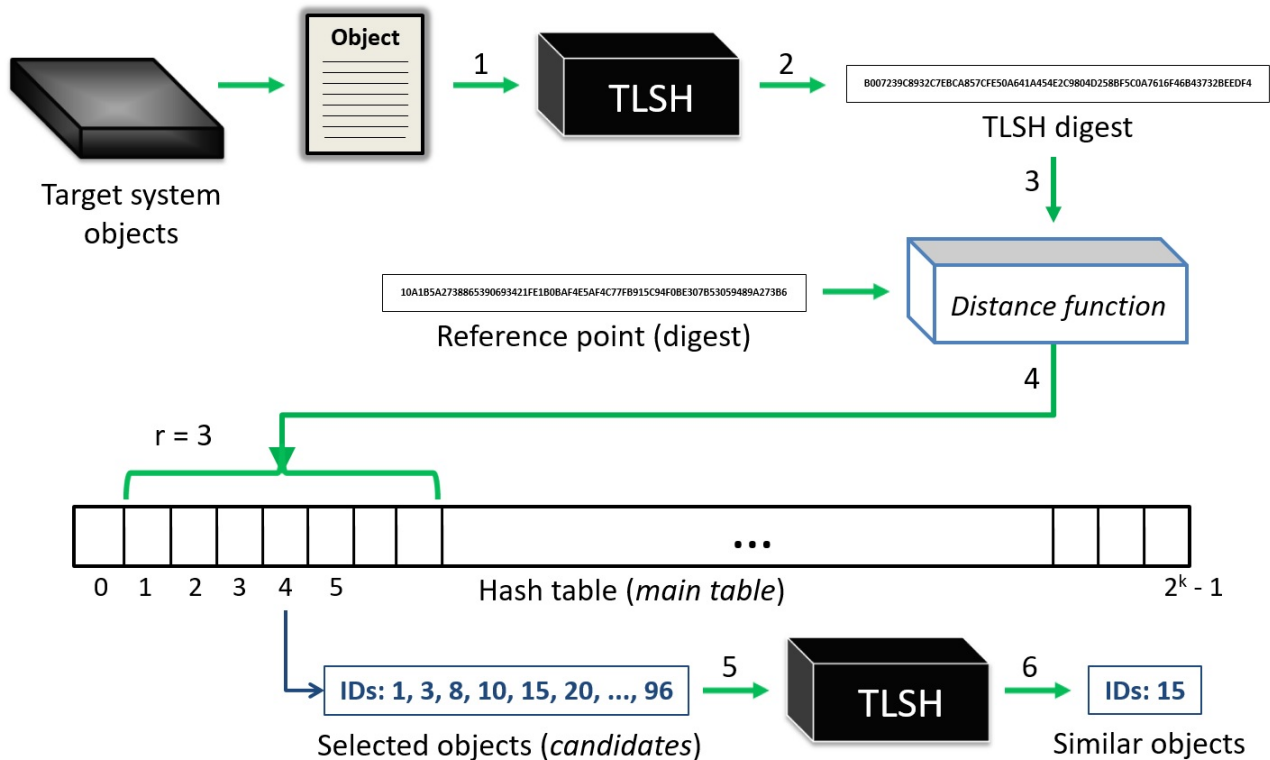 Object
1
TLSH
2
B007239C8932C7EBCA857CFE50A641A454E2C9804D258BF5C0A7616F46B43732BEEDF4
TLSH digest
Target system
objects
3
10A1B5A2738865390693421FE1B0BAF4E5AF4C77FB915C94F0BE307B53059489A273B6
Reference point (digest)
Distance function
4
r = 3
...
0 1 2 3 4 5
Hash table (main table)
2^k - 1
IDs: 1, 3, 8, 10, 15, 20, ..., 96
5
TLSH
6
IDs: 15
Selected objects (candidates)
Similar objects